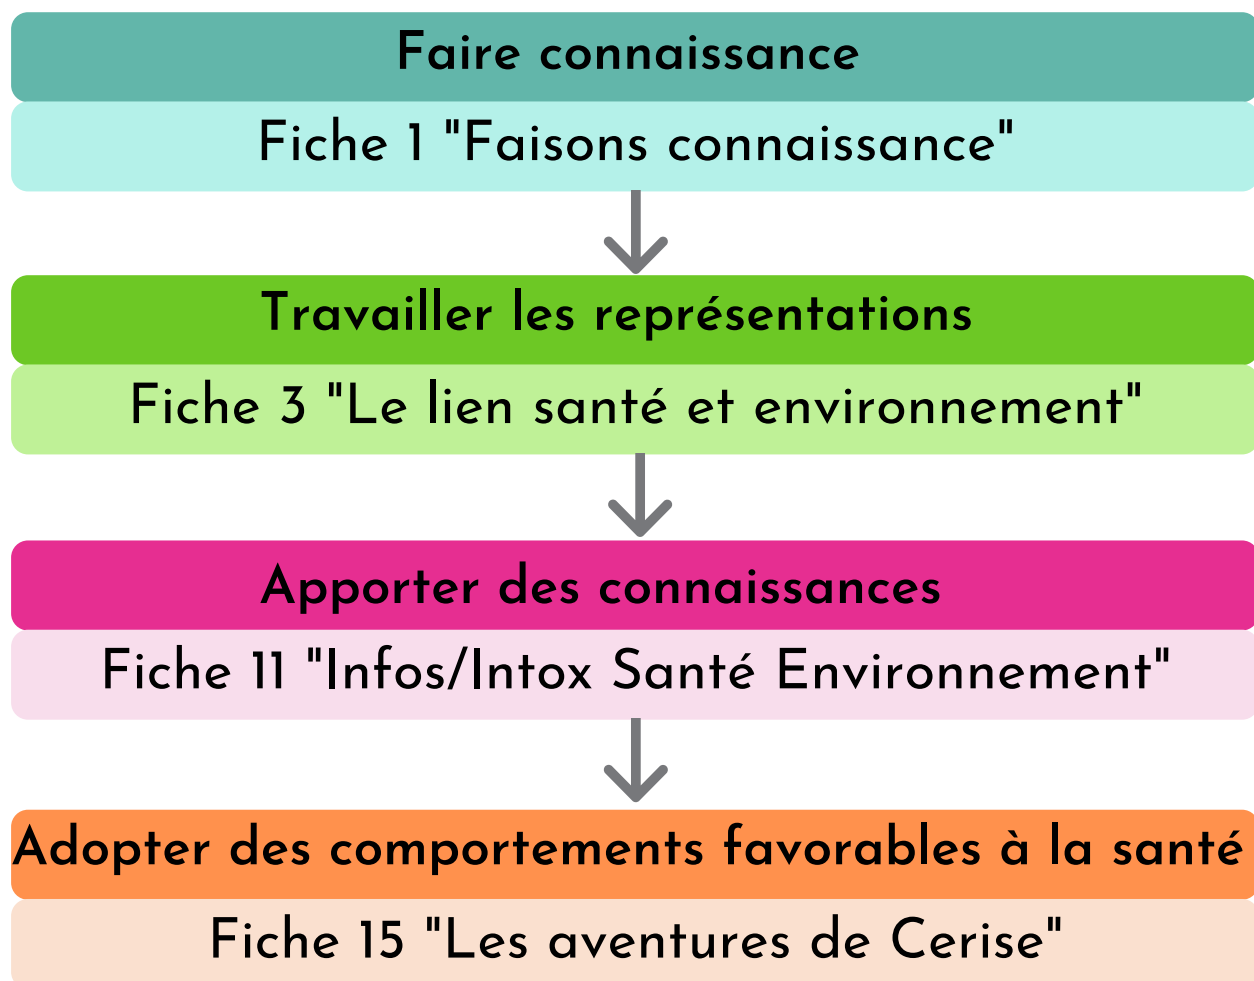 Faire connaissance
Fiche 1 "Faisons connaissance"
Travailler les représentations
Fiche 3 "Le lien santé et environnement"
Apporter des connaissances
Fiche 11 "Infos/Intox Santé Environnement"
Adopter des comportements favorables à la santé
Fiche 15 "Les aventures de Cerise"